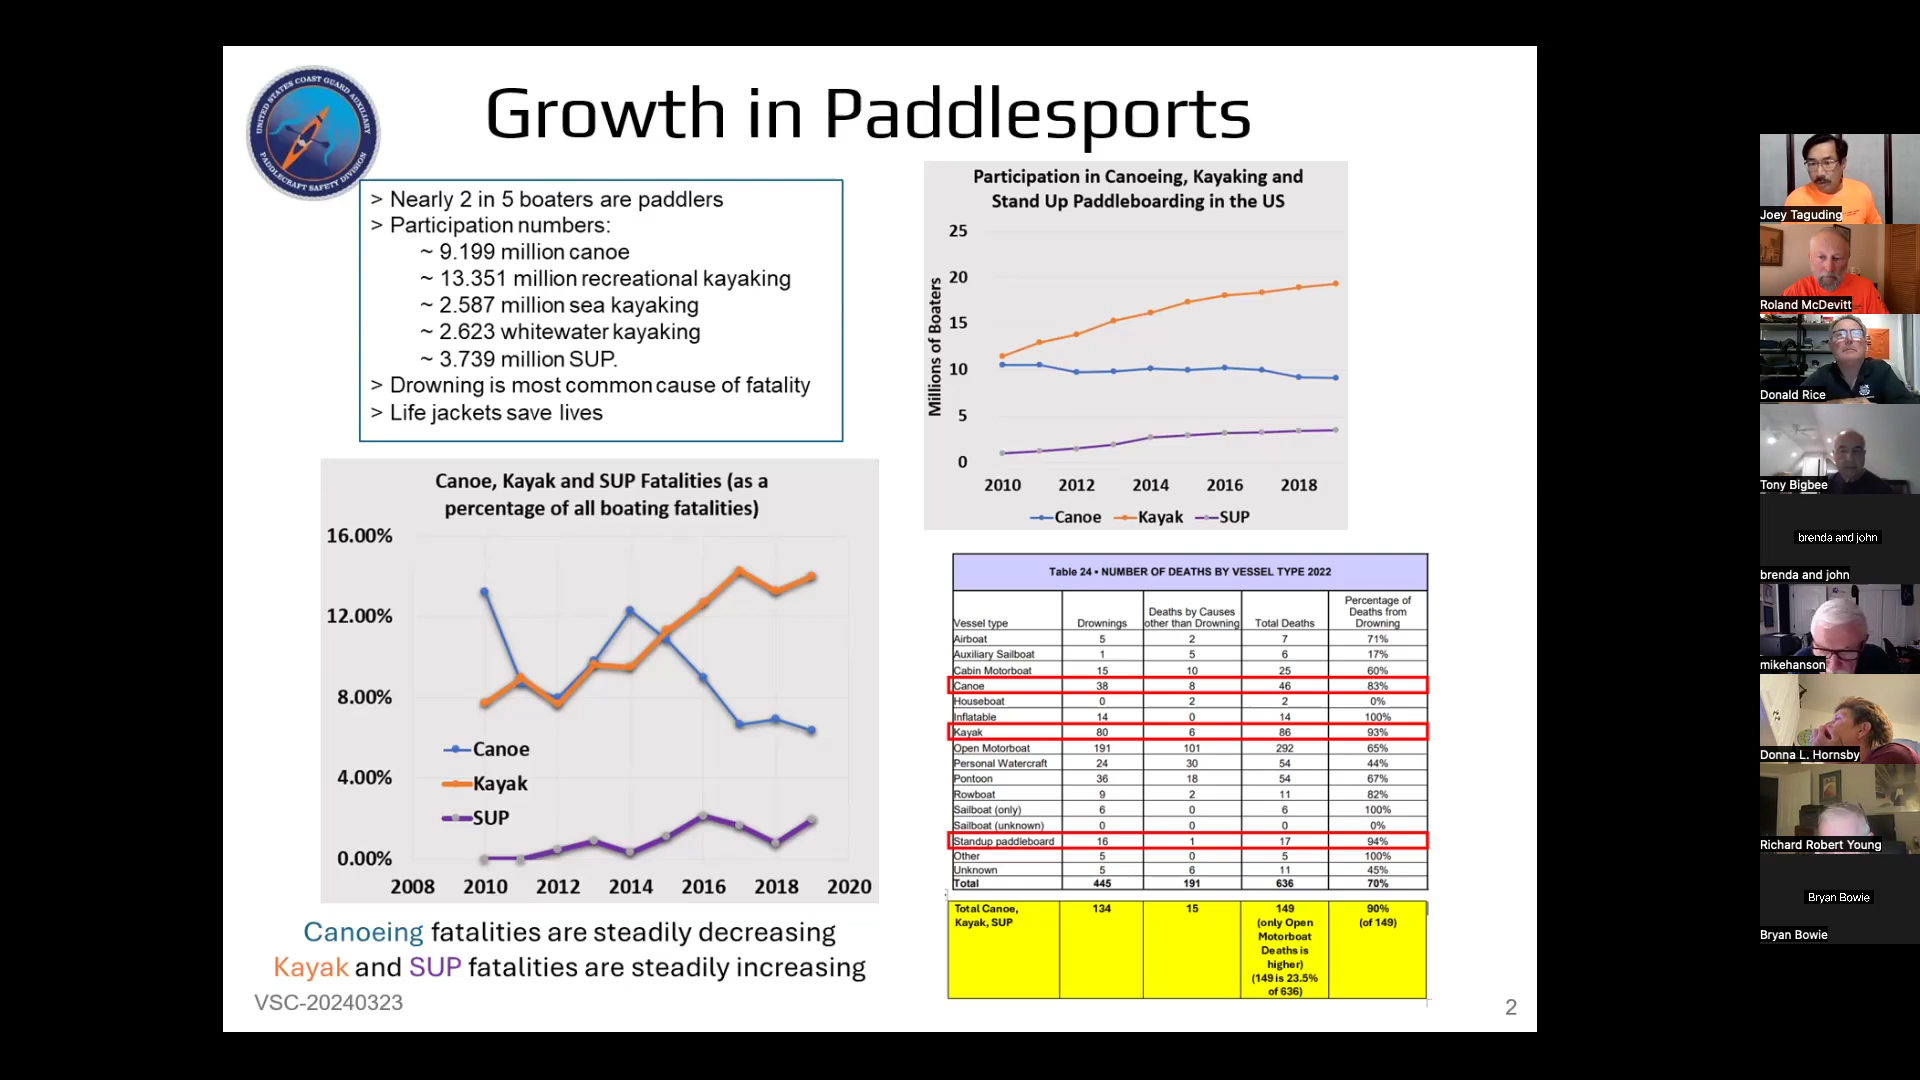 UNITED STATES COAST GUARD AUXILIARY
PADDLECRAFT SAFETY DIVISION
Growth in Paddlesports
> Nearly 2 in 5 boaters are paddlers
> Participation numbers:
~ 9.199 million canoe
~ 13.351 million recreational kayaking
~ 2.587 million sea kayaking
~ 2.623 whitewater kayaking
~ 3.739 million SUP.
> Drowning is most common cause of fatality
> Life jackets save lives
Participation in Canoeing, Kayaking and
Stand Up Paddleboarding in the US
Millions of Boaters
25
20
15
10
5
0
2010 2012 2014 2016 2018
Canoe Kayak SUP
Canoe, Kayak and SUP Fatalities (as a
percentage of all boating fatalities)
16.00%
12.00%
8.00%
4.00%
0.00%
Canoe
Kayak
SUP
2008 2010 2012 2014 2016 2018 2020
Canoeing fatalities are steadily decreasing
Kayak and SUP fatalities are steadily increasing
Table 24 ▪ NUMBER OF DEATHS BY VESSEL TYPE 2022
Vessel type Drownings Deaths by Causes other than Drowning Total Deaths Percentage of Deaths from Drowning
Airboat 5 2 7 71%
Auxiliary Sailboat 1 5 6 17%
Cabin Motorboat 15 10 25 60%
Canoe 38 8 46 83%
Houseboat 0 2 2 0%
Inflatable 14 0 14 100%
Kayak 80 6 86 93%
Open Motorboat 191 101 292 65%
Personal Watercraft 24 30 54 44%
Pontoon 36 18 54 67%
Rowboat 9 2 11 82%
Sailboat (only) 6 0 6 100%
Sailboat (unknown) 0 0 0 0%
Standup paddleboard 16 1 17 94%
Other 5 0 5 100%
Unknown 5 6 11 45%
Total 445 191 636 70%
Total Canoe, Kayak, SUP 134 15 149 (only Open Motorboat Deaths is higher) (149 is 23.5% of 636) 90% (of 149)
VSC-20240323
2
Joey Taguding
Roland McDevitt
Donald Rice
Tony Bigbee
brenda and john
brenda and john
mikehanson
Donna L. Hornsby
Richard Robert Young
Bryan Bowie
Bryan Bowie